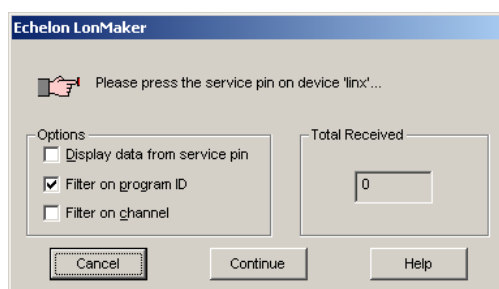 Echelon LonMaker
Please press the service pin on device 'linx'...
Options
Display data from service pin
Filter on program ID
Filter on channel
Total Received
0
Cancel
Continue
Help